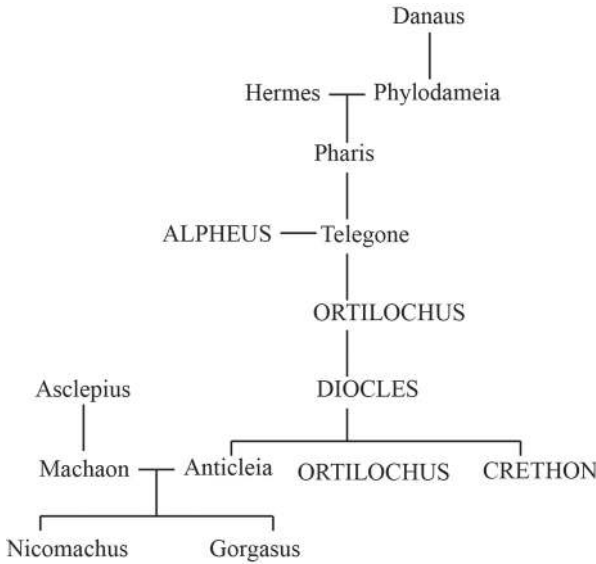 Danaus
Hermes Phylodameia
Pharis
ALPHEUS Telegone
ORTILOCHUS
Asclepius DIOCLES
Machaon Anticleia ORTILOCHUS CRETHON
Nicomachus Gorgasus